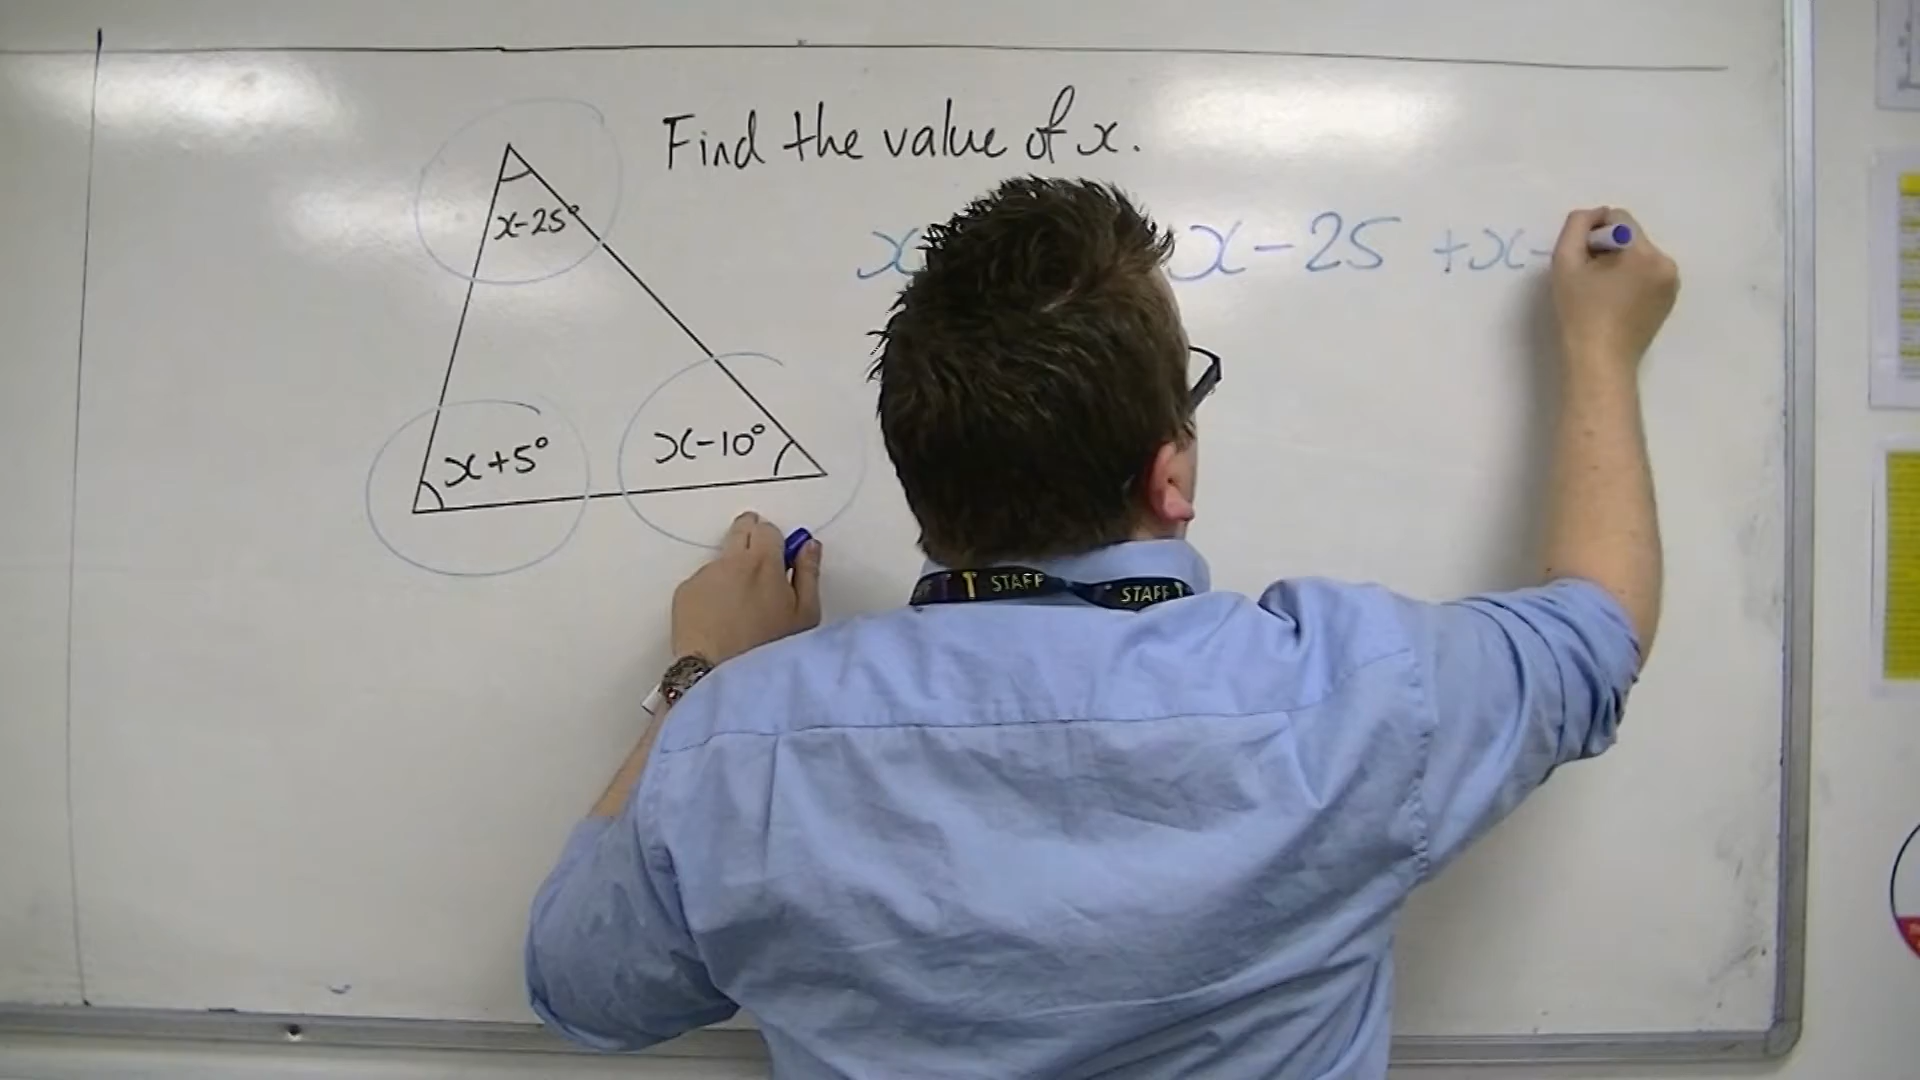 Find the value of x.
x-25°
x x-25 +x-
x+5°
x-10°
STAFF STAFF